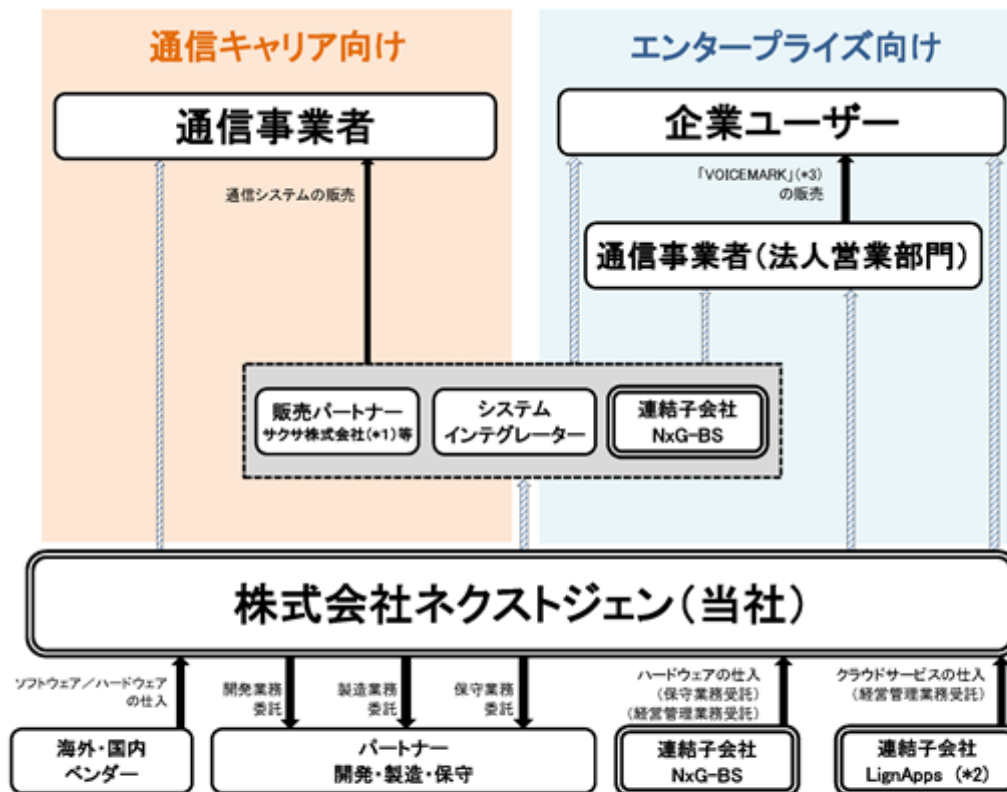 通信キャリア向け
エンタープライズ向け
通信事業者
企業ユーザー
通信システムの販売
「VOICEMARK」(*3)
の販売
通信事業者(法人営業部門)
販売パートナー
サクサ株式会社(*1)等
システム
インテグレーター
連結子会社
NxG-BS
株式会社ネクストジェン(当社)
ソフトウェア/ハードウェア
の仕入
開発業務
委託
製造業務
委託
保守業務
委託
ハードウェアの仕入
(保守業務受託)
(経営管理業務受託)
クラウドサービスの仕入
(経営管理業務受託)
海外・国内
ベンダー
パートナー
開発・製造・保守
連結子会社
NxG-BS
連結子会社
LignApps (*2)